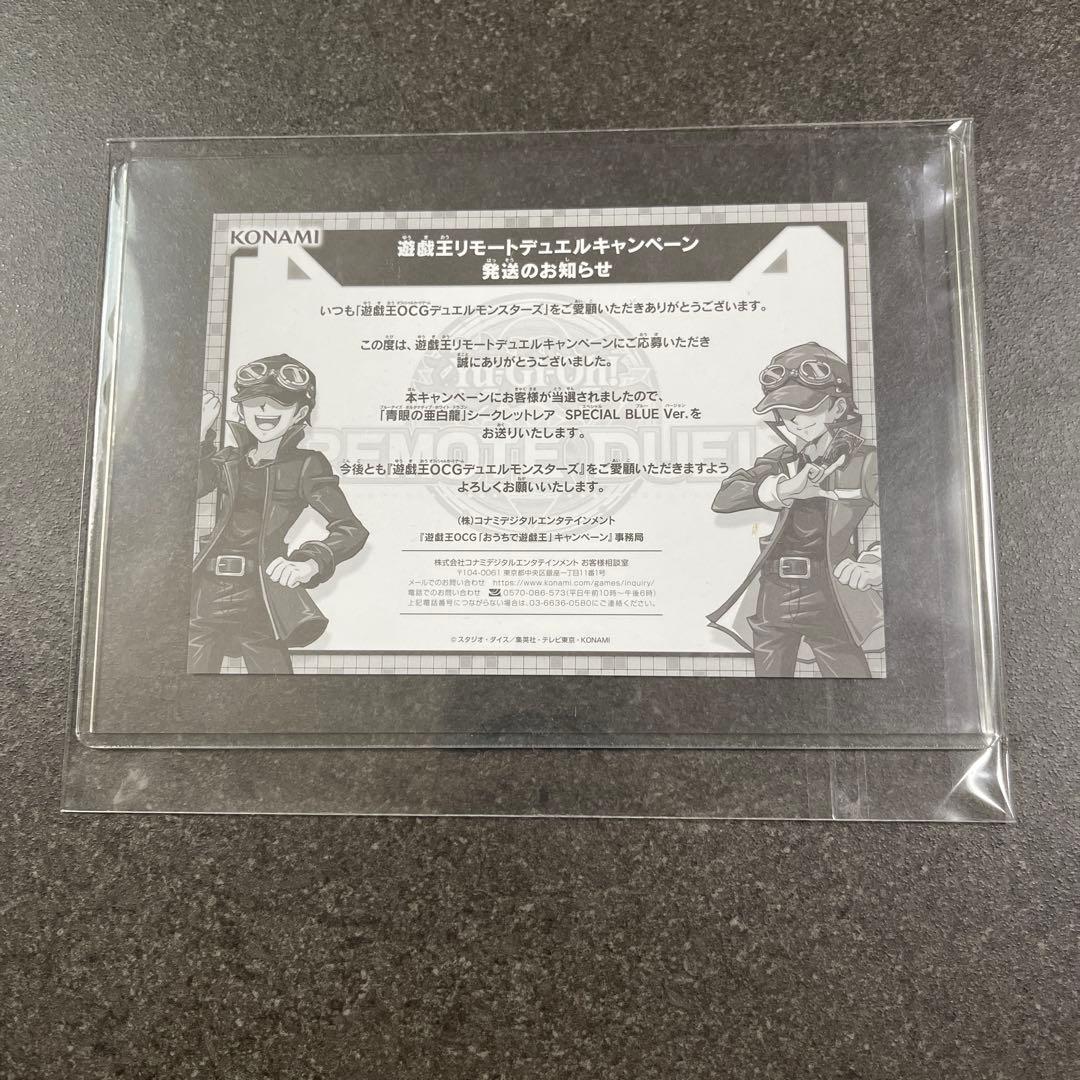 KONAMI
遊戯王リモートデュエルキャンペーン
発送のお知らせ
いつも「遊戯王OCGデュエルモンスターズ」をご愛顧いただきありがとうございます。
この度は、遊戯王リモートデュエルキャンペーンにご応募いただき
誠にありがとうございました。
本キャンペーンにお客様が当選されましたので、
「青眼の亜白龍」シークレットレア SPECIAL BLUE Ver.を
お送りいたします。
REMOTE DUEL
今後とも『遊戯王OCGデュエルモンスターズ』をご愛顧いただきますよう
よろしくお願いいたします。
(株)コナミデジタルエンタテインメント
『遊戯王OCG「おうちで遊戯王」キャンペーン』事務局
株式会社コナミデジタルエンタテインメント お客様相談室
〒104-0061 東京都中央区銀座一丁目11番1号
メールでのお問い合わせ https://www.konami.com/games/inquiry/
電話でのお問い合わせ 0570-086-573(平日午前10時～午後6時)
上記電話番号につながらない場合は、03-6636-0580にご連絡ください。
©スタジオ・ダイス／集英社・テレビ東京・KONAMI